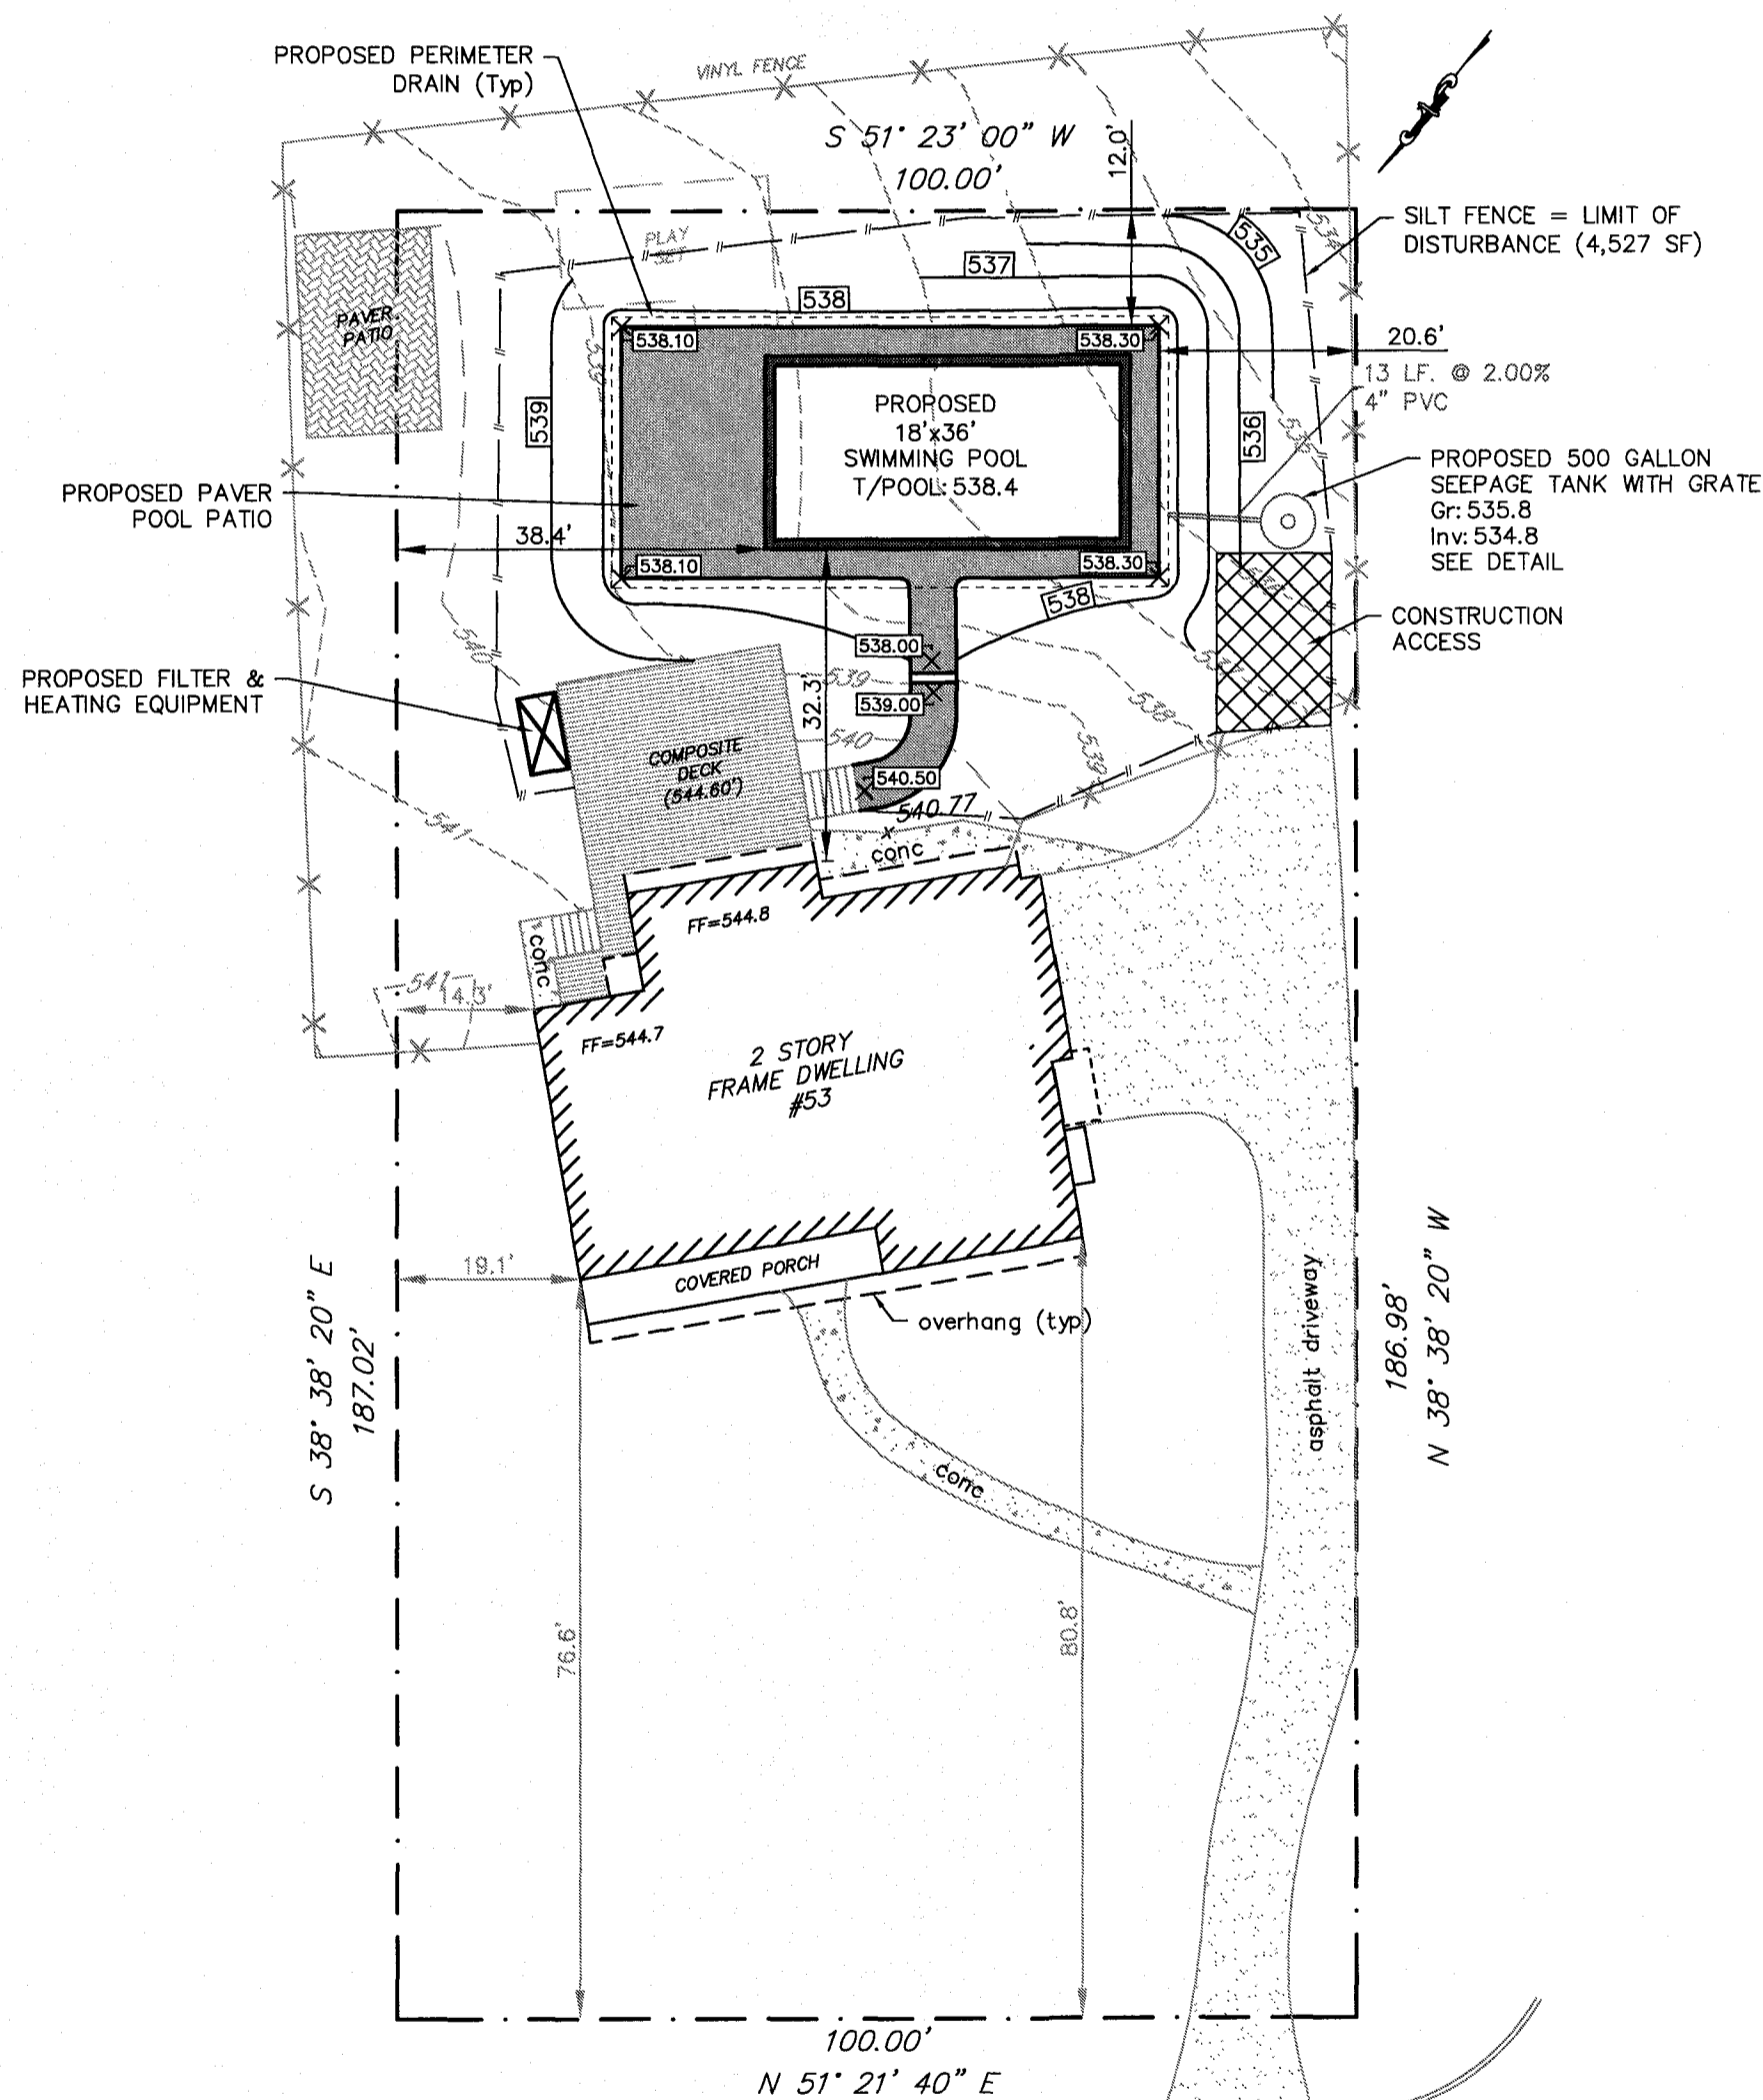 PROPOSED PERIMETER
DRAIN (Typ)
VINYL FENCE
S 51° 23' 00" W
100.00'
12.0'
SILT FENCE = LIMIT OF
DISTURBANCE (4,527 SF)
534
535
PLAY
SET
537
538
PAVER
PATIO
539
538.10
538.30
20.6'
13 LF. @ 2.00%
4" PVC
539
536
PROPOSED
18'x36'
SWIMMING POOL
T/POOL: 538.4
PROPOSED 500 GALLON
SEEPAGE TANK WITH GRATE
Gr: 535.8
Inv: 534.8
SEE DETAIL
PROPOSED PAVER
POOL PATIO
38.4'
538.10
538.30
538
CONSTRUCTION
ACCESS
540
538.00
537
PROPOSED FILTER &
HEATING EQUIPMENT
32.3'
539
539.00
538
540
539
COMPOSITE
DECK
(544.60')
540.50
540.77
541
conc
FF=544.8
conc
541
14.3'
FF=544.7
2 STORY
FRAME DWELLING
#53
19.1'
COVERED PORCH
overhang (typ)
S 38° 38' 20" E
187.02'
asphalt driveway
186.98'
N 38° 38' 20" W
conc
76.6'
80.8'
100.00'
N 51° 21' 40" E